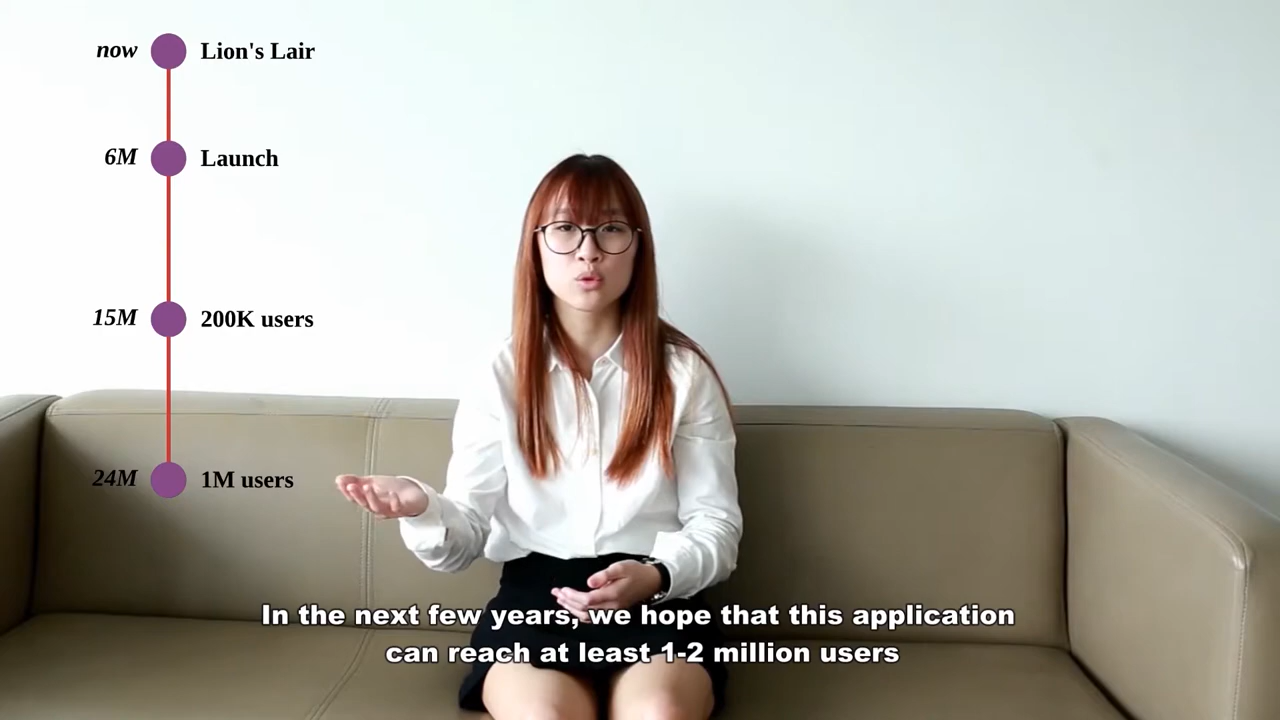 now Lion's Lair
6M Launch
15M 200K users
24M 1M users
In the next few years, we hope that this application
can reach at least 1-2 million users